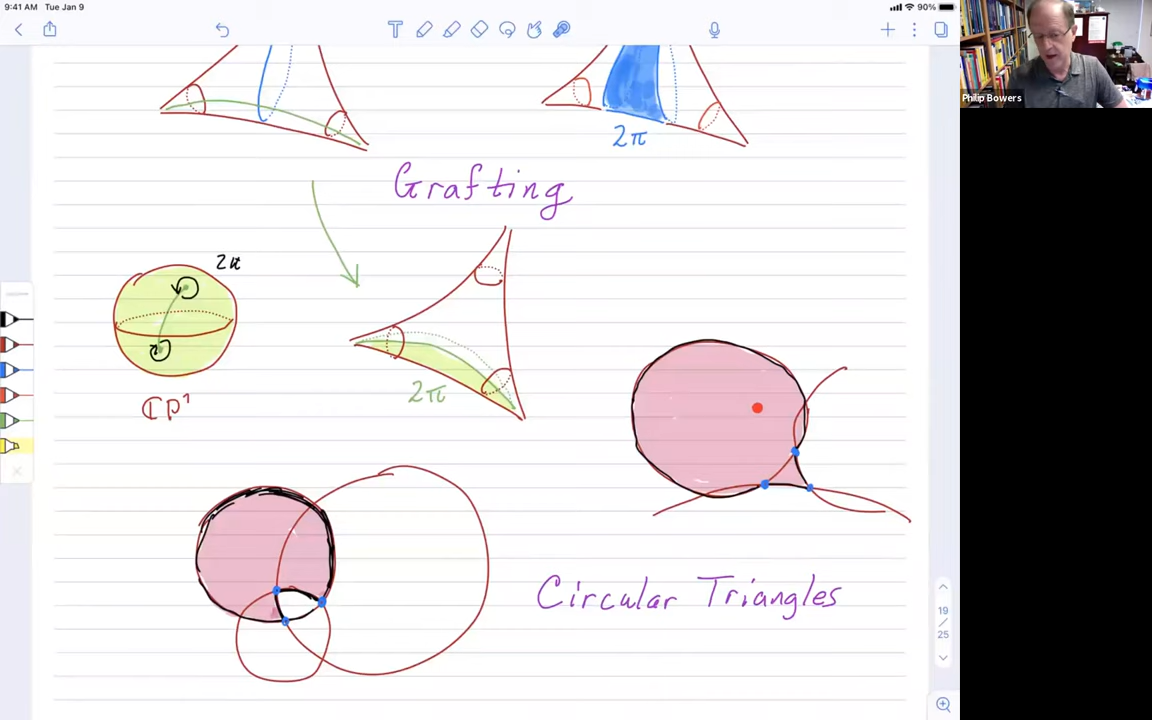 9:41 AM Tue Jan 9
90%
Philip Bowers
2π
Grafting
2π
2π
ℂP¹
Circular Triangles
19
/
25